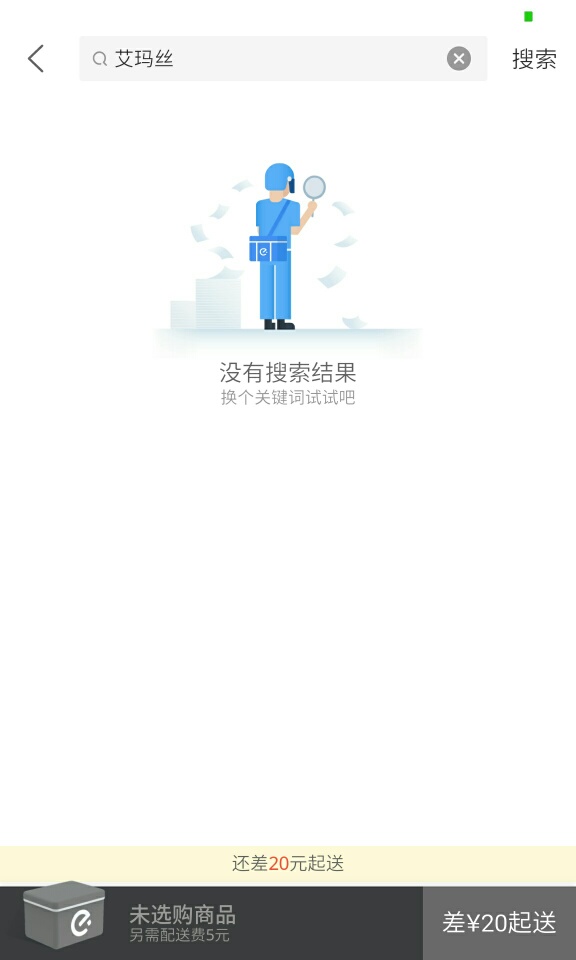 艾玛丝
搜索
没有搜索结果
换个关键词试试吧
还差20元起送
未选购商品
另需配送费5元
差¥20起送